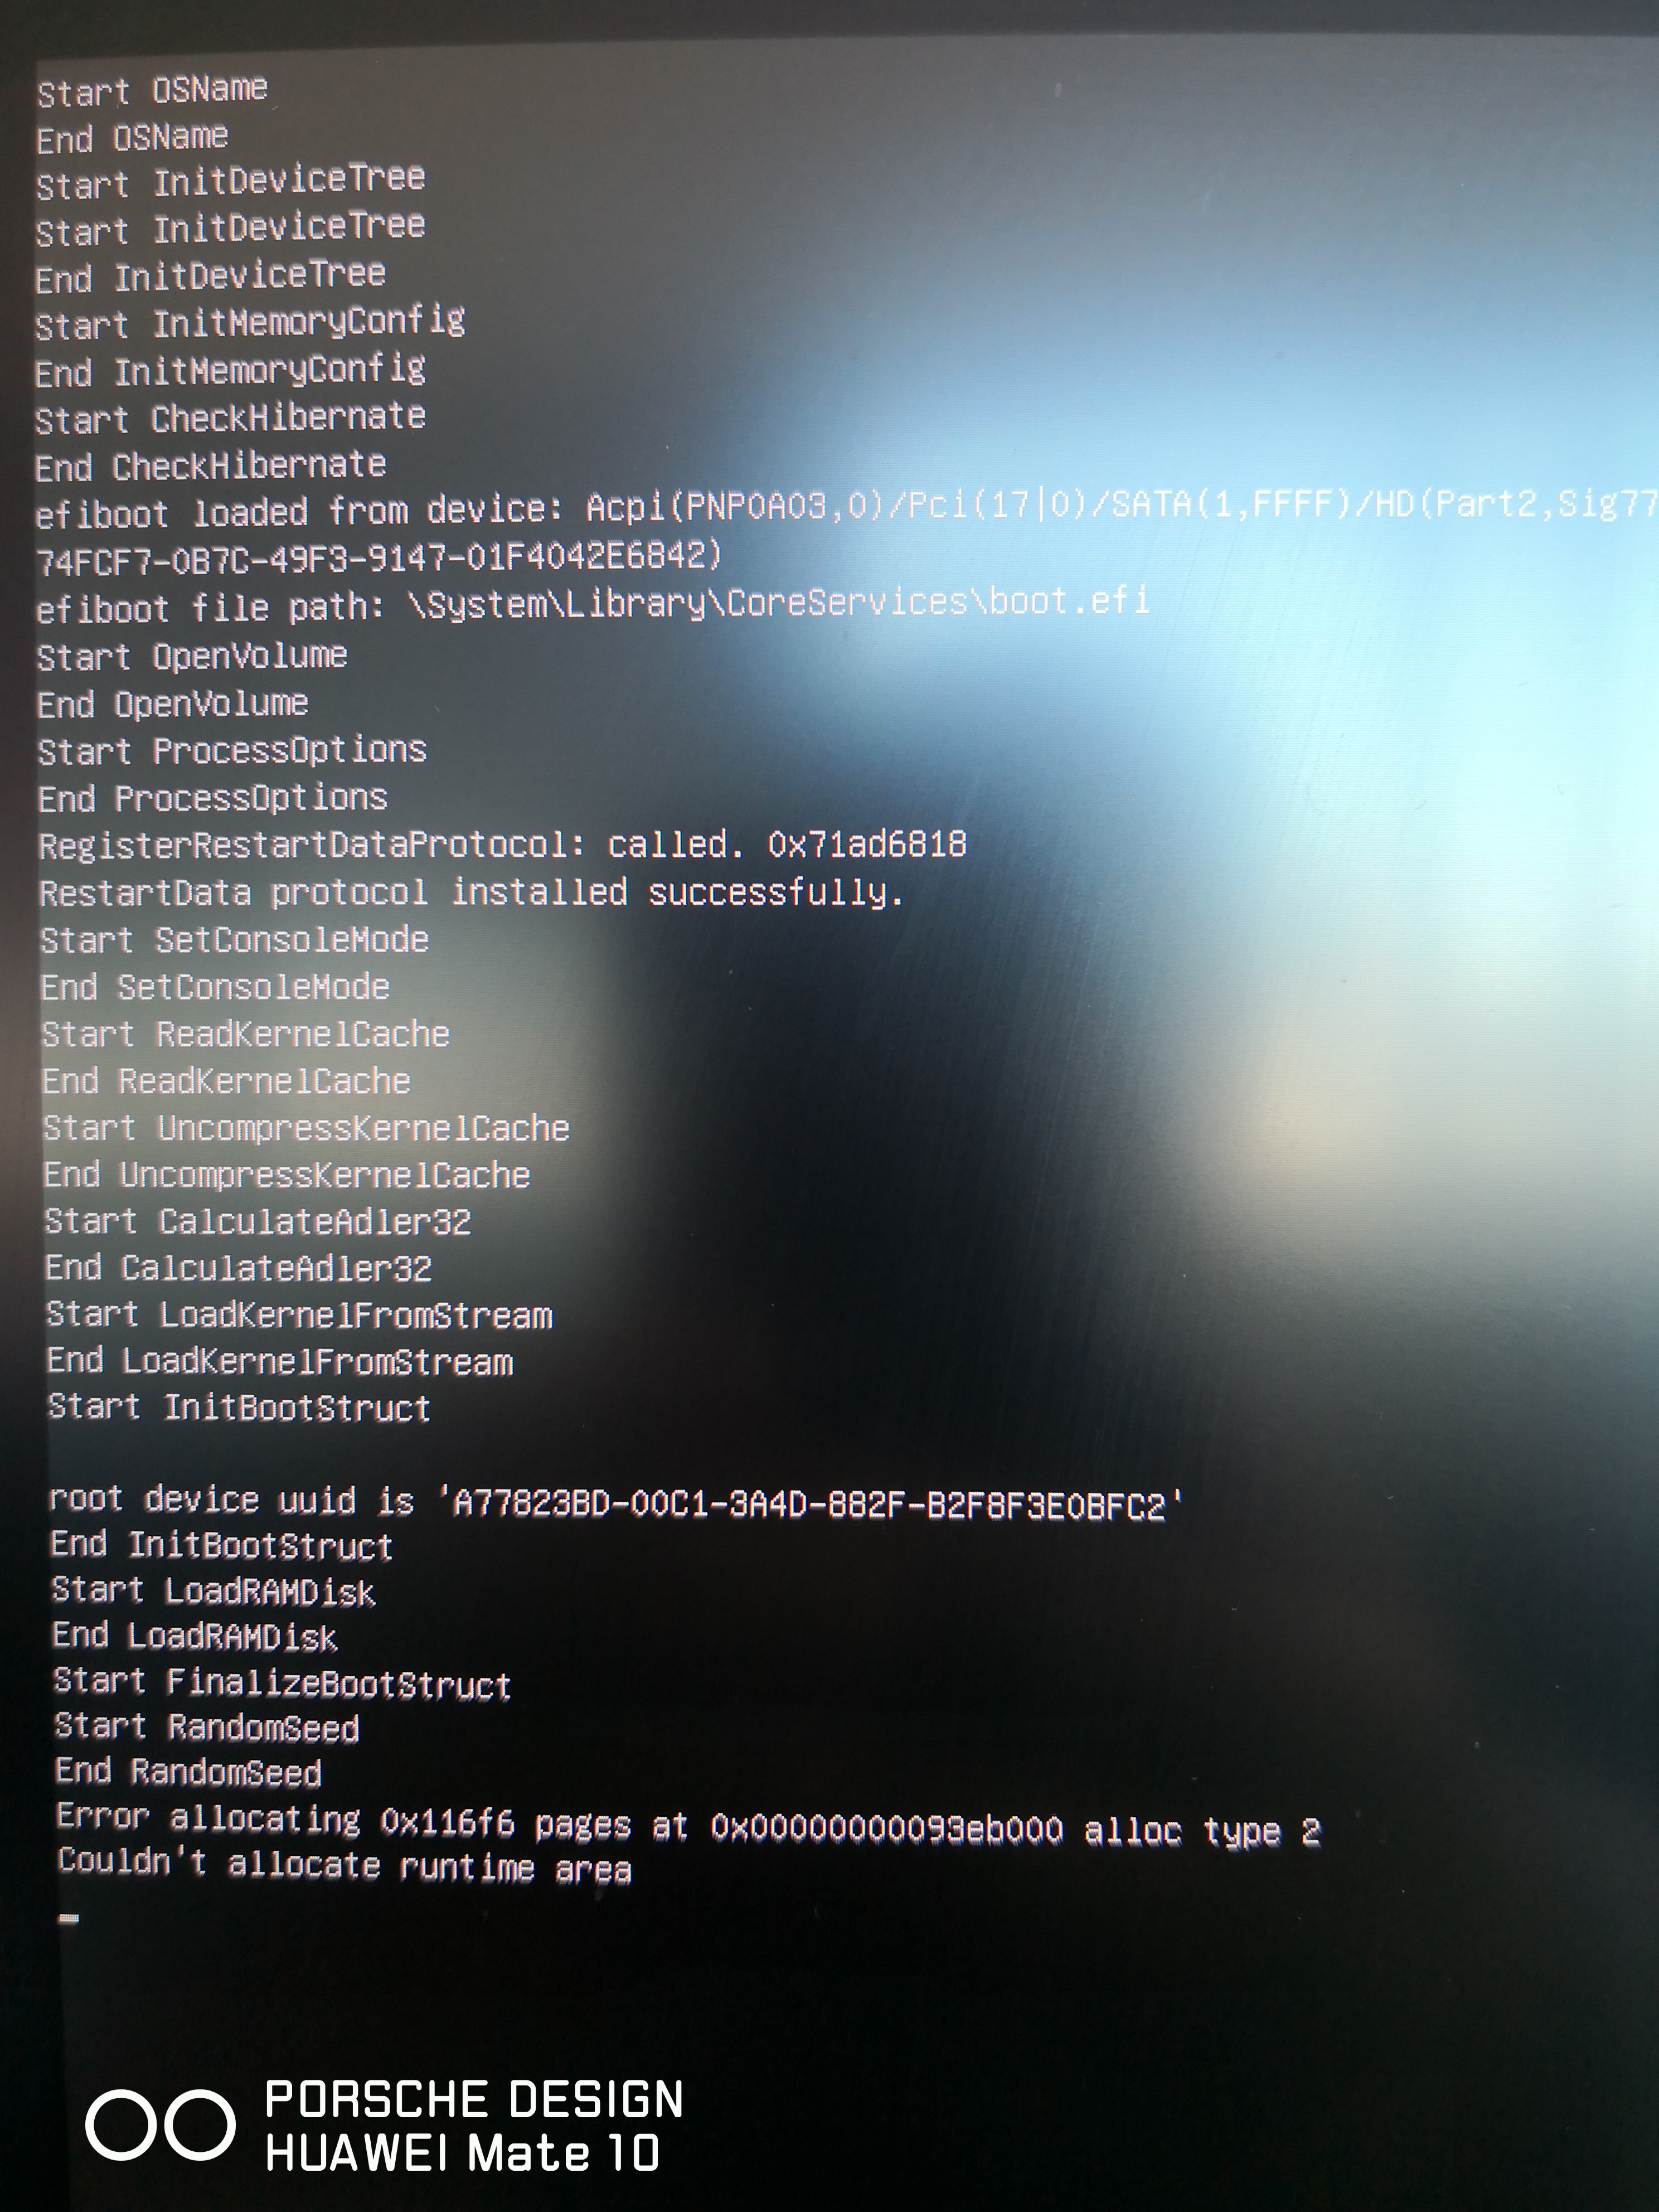 Start OSName
End OSName
Start InitDeviceTree
Start InitDeviceTree
End InitDeviceTree
Start InitMemoryConfig
End InitMemoryConfig
Start CheckHibernate
End CheckHibernate
efiboot loaded from device: Acpi(PNP0A03,0)/Pci(17|0)/SATA(1,FFFF)/HD(Part2,Sig77
74FCF7-0B7C-49F3-9147-01F4042E6842)
efiboot file path: \System\Library\CoreServices\boot.efi
Start OpenVolume
End OpenVolume
Start ProcessOptions
End ProcessOptions
RegisterRestartDataProtocol: called. 0x71ad6818
RestartData protocol installed successfully.
Start SetConsoleMode
End SetConsoleMode
Start ReadKernelCache
End ReadKernelCache
Start UncompressKernelCache
End UncompressKernelCache
Start CalculateAdler32
End CalculateAdler32
Start LoadKernelFromStream
End LoadKernelFromStream
Start InitBootStruct
root device uuid is 'A77823BD-00C1-3A4D-882F-B2F8F3E0BFC2'
End InitBootStruct
Start LoadRAMDisk
End LoadRAMDisk
Start FinalizeBootStruct
Start RandomSeed
End RandomSeed
Error allocating 0x116f6 pages at 0x00000000093eb000 alloc type 2
Couldn't allocate runtime area
PORSCHE DESIGN
HUAWEI Mate 10